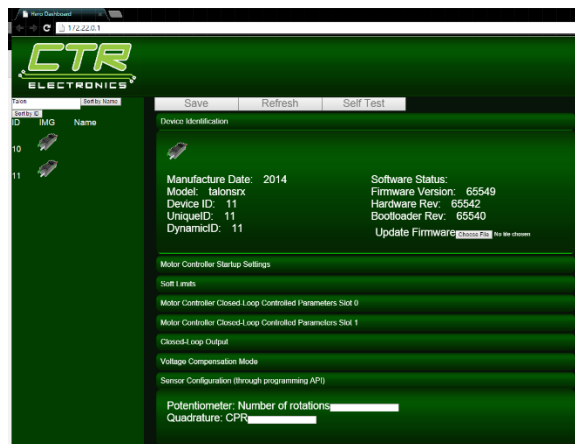 Hero Dashboard
172.22.0.1
CTR
ELECTRONICS
Talon
Sort by Name
Sort by ID
ID IMG Name
10
11
Save Refresh Self Test
Device Identification
Manufacture Date: 2014
Model: talonsrx
Device ID: 11
UniqueID: 11
DynamicID: 11
Software Status:
Firmware Version: 65549
Hardware Rev: 65542
Bootloader Rev: 65540
Update Firmware Choose File No file chosen
Motor Controller Startup Settings
Soft Limits
Motor Controller Closed-Loop Controlled Parameters Slot 0
Motor Controller Closed-Loop Controlled Parameters Slot 1
Closed-Loop Output
Voltage Compensation Mode
Sensor Configuration (through programming API)
Potentiometer: Number of rotations
Quadrature: CPR